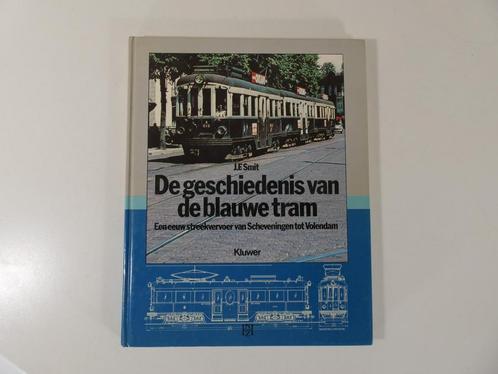 J.F. Smit
De geschiedenis van
de blauwe tram
Een eeuw streekvervoer van Scheveningen tot Volendam
Kluwer